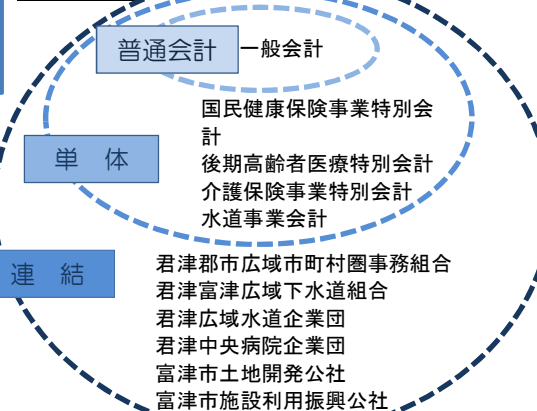 普通会計 一般会計
国民健康保険事業特別会
計
単　体
後期高齢者医療特別会計
介護保険事業特別会計
水道事業会計
連　結
君津郡市広域市町村圏事務組合
君津富津広域下水道組合
君津広域水道企業団
君津中央病院企業団
富津市土地開発公社
富津市施設利用振興公社